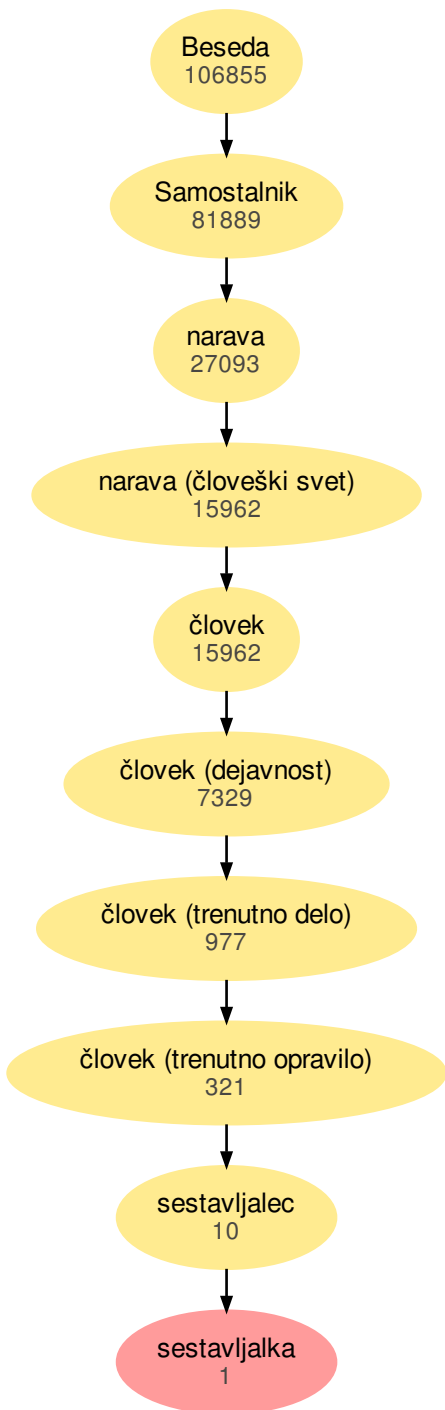 Beseda
106855
Samostalnik
81889
narava
27093
narava (človeški svet)
15962
človek
15962
človek (dejavnost)
7329
človek (trenutno delo)
977
človek (trenutno opravilo)
321
sestavljalec
10
sestavljalka
1